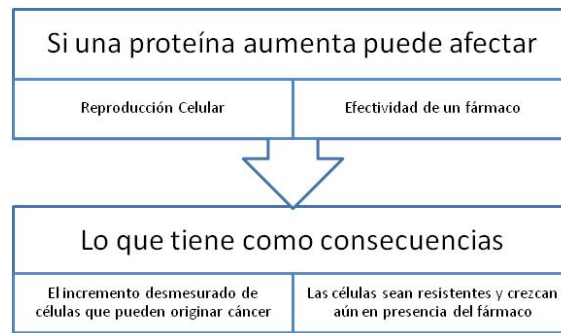 Si una proteína aumenta puede afectar
Reproducción Celular
Efectividad de un fármaco
Lo que tiene como consecuencias
El incremento desmesurado de
células que pueden originar cáncer
Las células sean resistentes y crezcan
aún en presencia del fármaco